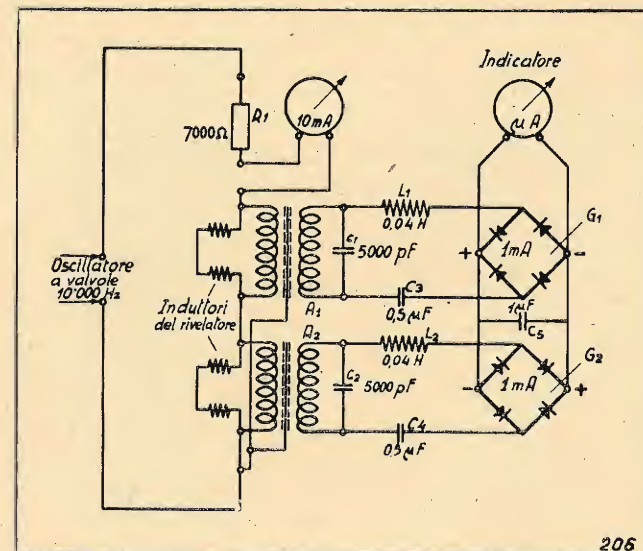 Indicatore
R1
7000Ω
10mA
μA
L1
0,04 H
G1
C1
5000 pF
+
1mA
-
Oscillatore
a valvole
10'000 Hz
C3
0,5 μF
A1
1μF
C5
Induttori
del rivelatore
A2
L2
0,04 H
G2
C2
5000 pF
-
1mA
+
C4
0,5 μF
206